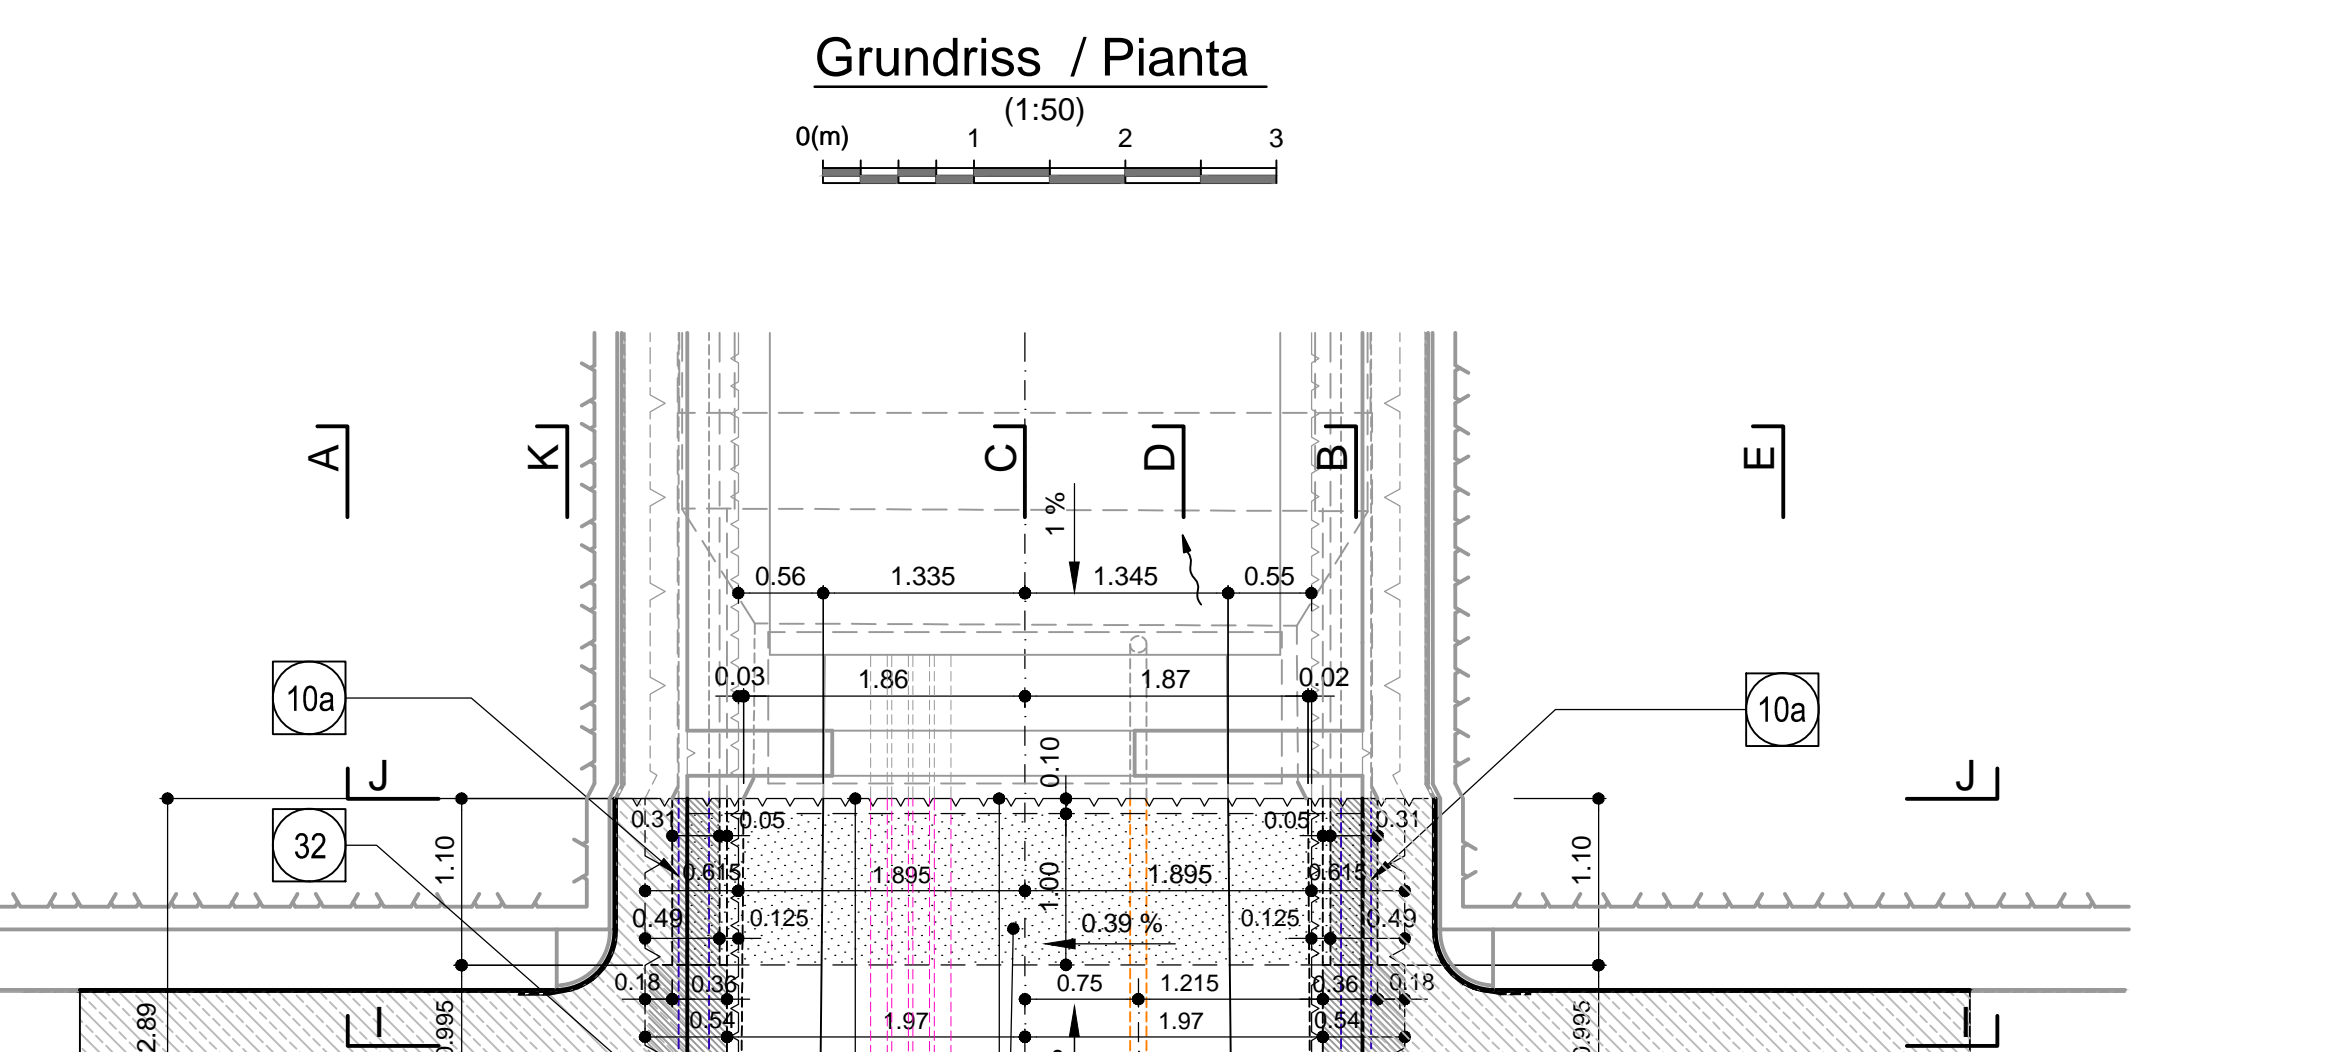 Grundriss / Pianta
(1:50)
0(m) 1 2 3
A K C D B E
1 %
0.56 1.335 1.345 0.55
0.03 1.86 1.87 0.02
10a 10a
0.10
J J
0.31 0.05 0.05 0.31
32
1.10 1.10
0.615 1.895 1.895 0.615
1.00
0.49 0.125 0.39 % 0.125 0.49
0.18 0.36 0.75 1.215 0.36 0.18
0.54 1.97 1.97 0.54
2.89 0.995 0.995
I I